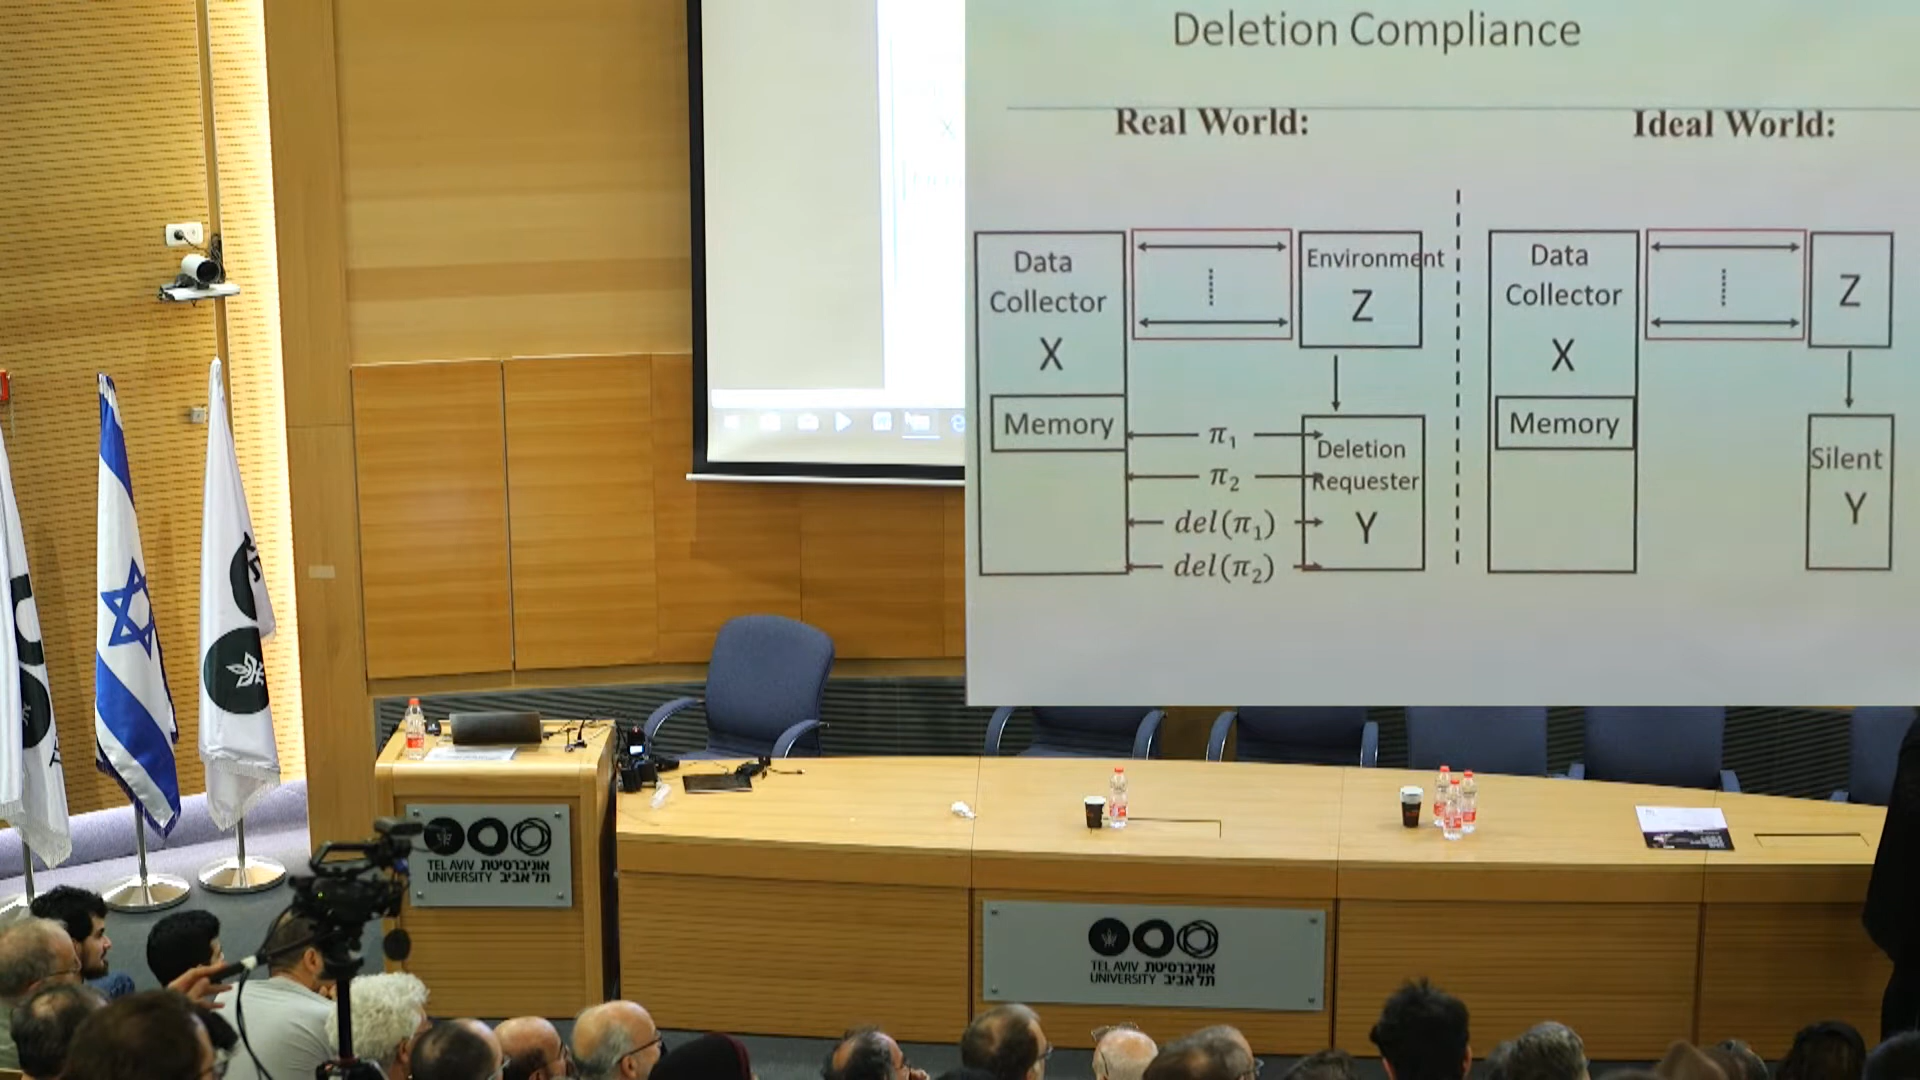 Deletion Compliance
Real World:
Ideal World:
Data
Collector
X
Memory
Environment
Z
π₁
π₂
del(π₁)
del(π₂)
Deletion
Requester
Y
Data
Collector
X
Memory
Z
Silent
Y
TEL AVIV אוניברסיטת
UNIVERSITY תל אביב
TEL AVIV אוניברסיטת
UNIVERSITY תל אביב